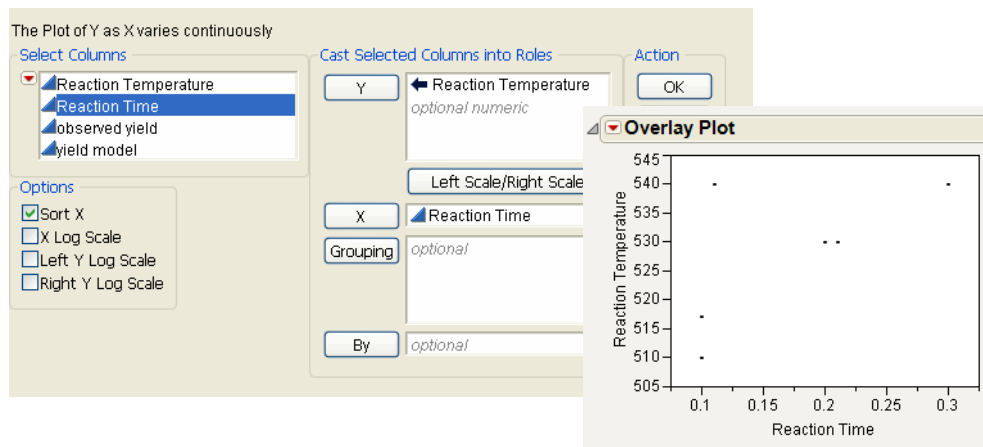 The Plot of Y as X varies continuously
Select Columns
Reaction Temperature
Reaction Time
observed yield
yield model
Options
Sort X
X Log Scale
Left Y Log Scale
Right Y Log Scale
Cast Selected Columns into Roles
Y
Reaction Temperature
optional numeric
Left Scale/Right Scale
X
Reaction Time
Grouping
optional
By
optional
Action
OK
Overlay Plot
Reaction Temperature
545
540
535
530
525
520
515
510
505
0.1 0.15 0.2 0.25 0.3
Reaction Time